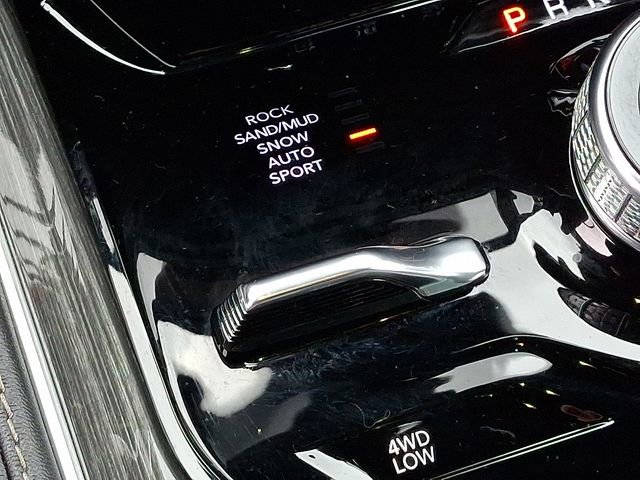 P R N
ROCK
SAND/MUD
SNOW
AUTO
SPORT
4WD
LOW